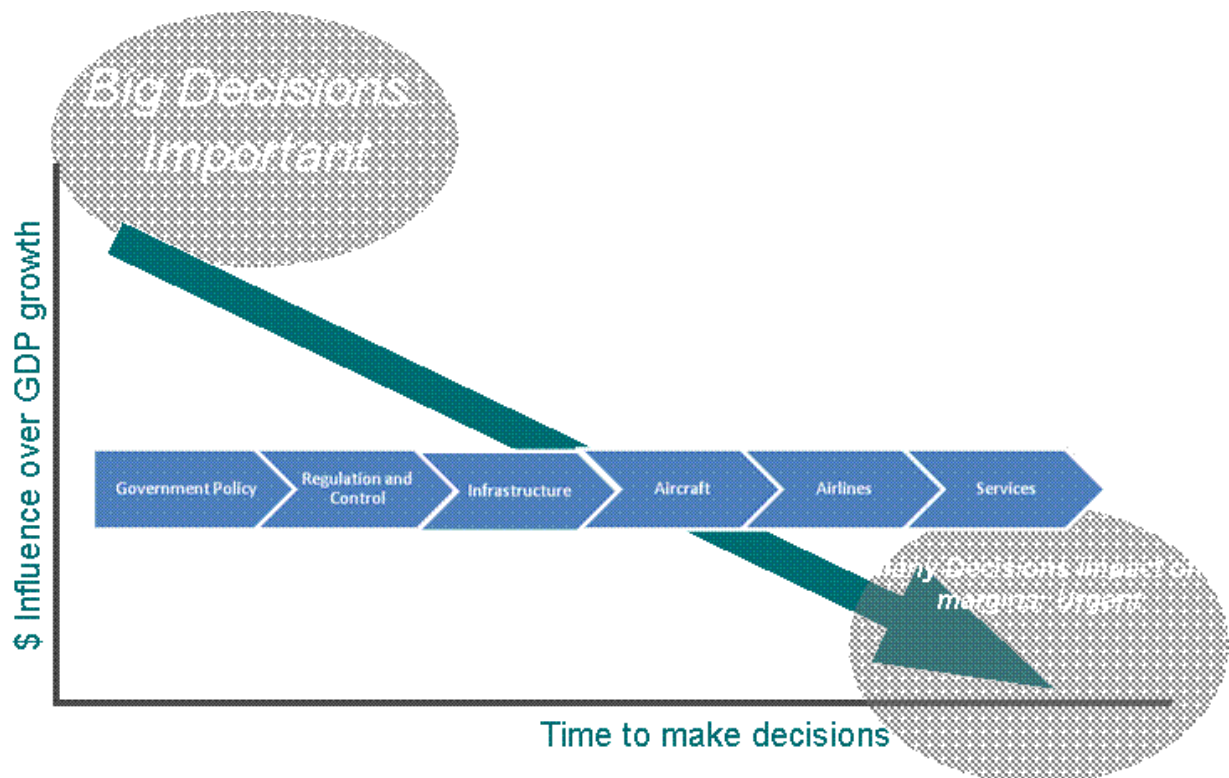 Big Decisions:
Important
$ Influence over GDP growth
Government Policy
Regulation and
Control
Infrastructure
Aircraft
Airlines
Services
Decisions impact on
margins: Urgent
Time to make decisions